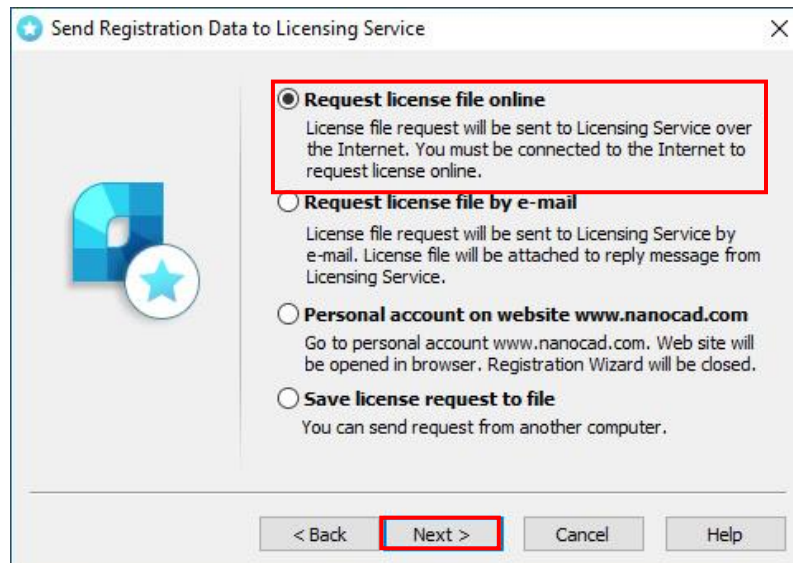 Send Registration Data to Licensing Service
Request license file online
License file request will be sent to Licensing Service over
the Internet. You must be connected to the Internet to
request license online.
Request license file by e-mail
License file request will be sent to Licensing Service by
e-mail. License file will be attached to reply message from
Licensing Service.
Personal account on website www.nanocad.com
Go to personal account www.nanocad.com. Web site will
be opened in browser. Registration Wizard will be closed.
Save license request to file
You can send request from another computer.
< Back Next > Cancel Help